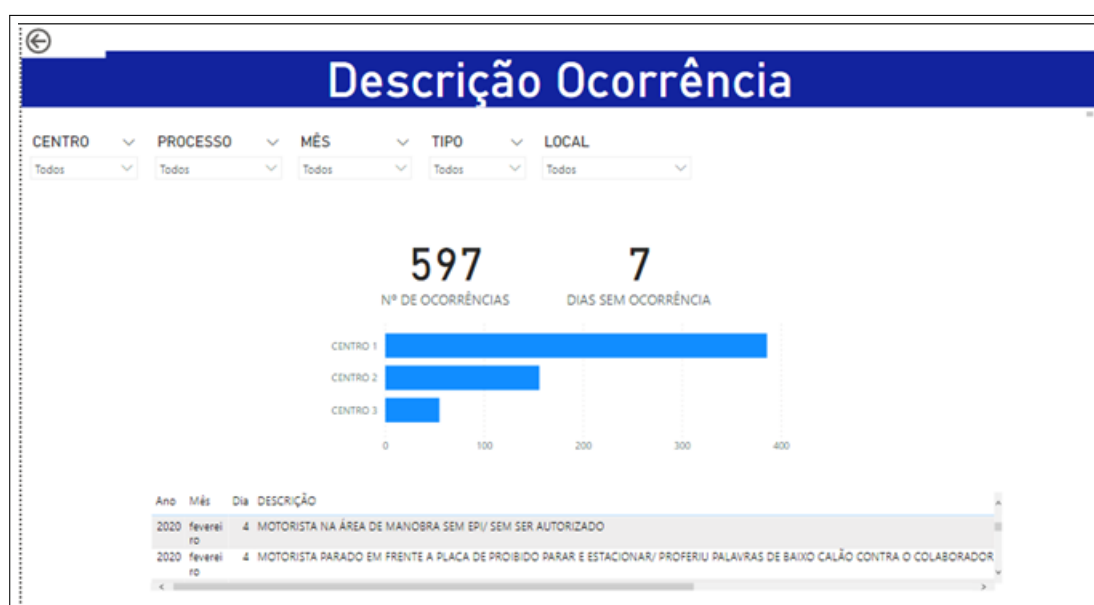 Descrição Ocorrência
CENTRO PROCESSO MÊS TIPO LOCAL
Todos Todos Todos Todos Todos
597 7
Nº DE OCORRÊNCIAS DIAS SEM OCORRÊNCIA
CENTRO 1
CENTRO 2
CENTRO 3
0 100 200 300 400
Ano Mês Dia DESCRIÇÃO
2020 feverei 4 MOTORISTA NA ÁREA DE MANOBRA SEM EPI/ SEM SER AUTORIZADO
ro
2020 feverei 4 MOTORISTA PARADO EM FRENTE A PLACA DE PROIBIDO PARAR E ESTACIONAR/ PROFERIU PALAVRAS DE BAIXO CALÃO CONTRA O COLABORADOR
ro